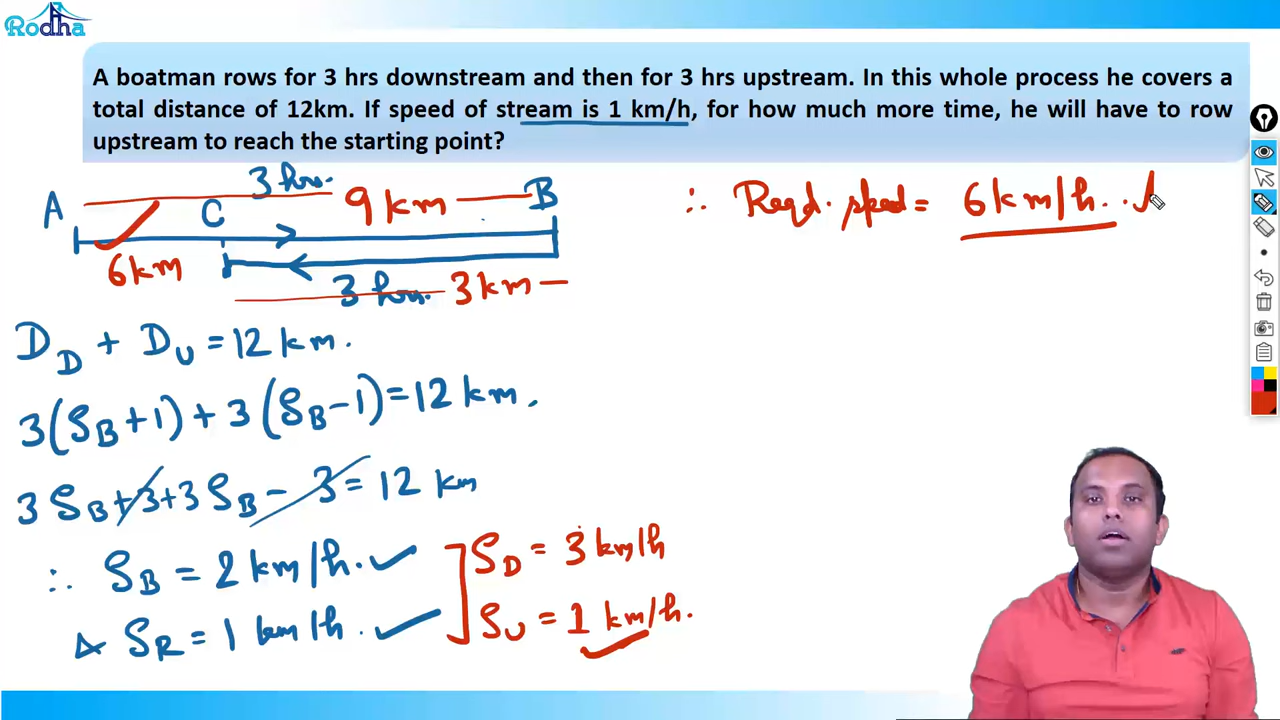 Rodha
A boatman rows for 3 hrs downstream and then for 3 hrs upstream. In this whole process he covers a
total distance of 12km. If speed of stream is 1 km/h, for how much more time, he will have to row
upstream to reach the starting point?
3 hrs.
A C 9 km B
6 km
3 hrs. 3 km
D_D + D_U = 12 km.
3(S_B+1) + 3(S_B-1) = 12 km.
3S_B+3+3S_B-3 = 12 km
∴ S_B = 2 km/h.
S_R = 1 km/h.
S_D = 3 km/h
S_U = 1 km/h.
∴ Reqd. speed = 6 km/h.